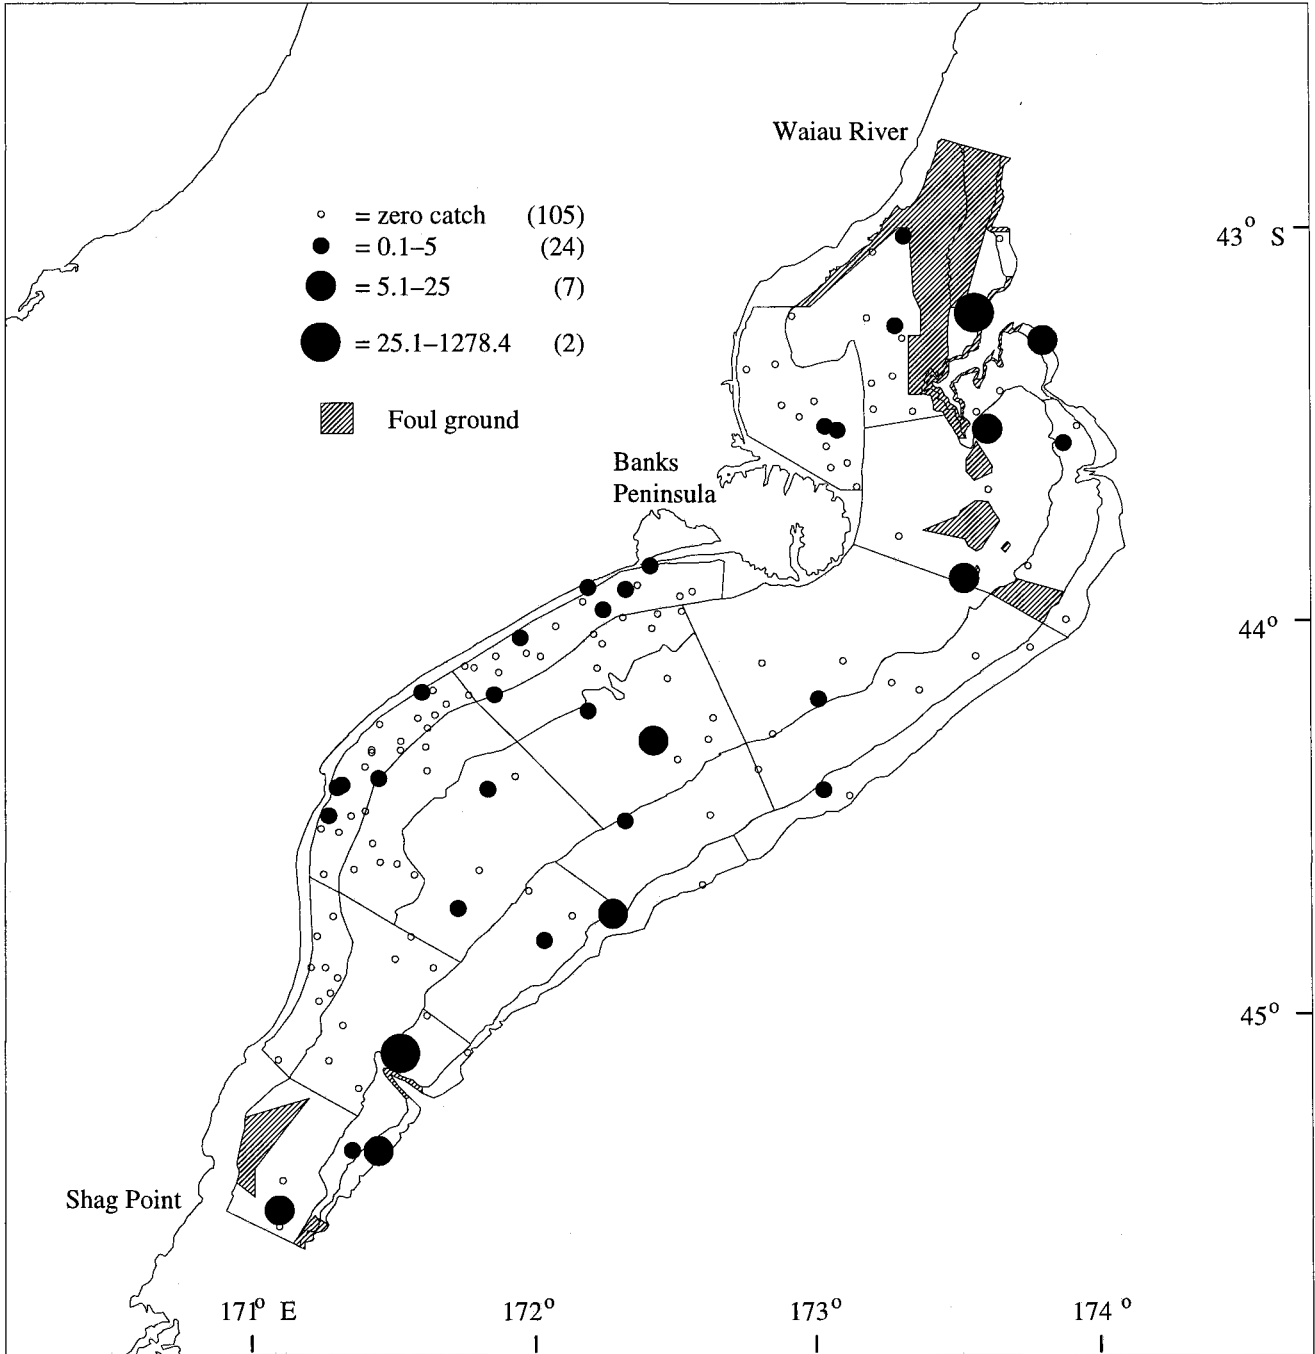 Waiau River
= zero catch (105)
= 0.1–5 (24)
= 5.1–25 (7)
= 25.1–1278.4 (2)
Foul ground
43° S
Banks
Peninsula
44°
45°
Shag Point
171° E 172° 173° 174°